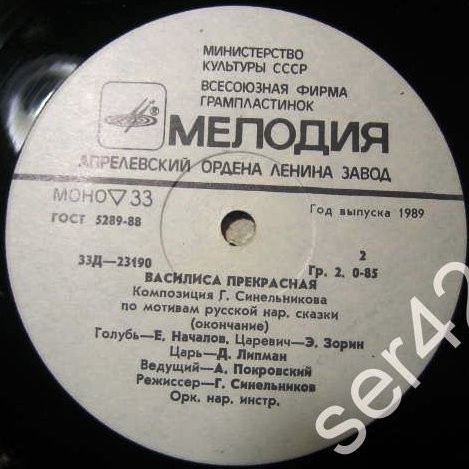 МИНИСТЕРСТВО
КУЛЬТУРЫ СССР
ВСЕСОЮЗНАЯ ФИРМА
ГРАМПЛАСТИНОК
МЕЛОДИЯ
АПРЕЛЕВСКИЙ ОРДЕНА ЛЕНИНА ЗАВОД
МОНО ▽ 33
ГОСТ 5289-88
Год выпуска 1989
33Д—23190
2
Гр. 2. 0-85
ВАСИЛИСА ПРЕКРАСНАЯ
Композиция Г. Синельникова
по мотивам русской нар. сказки
(окончание)
Голубь—Е. Началов, Царевич—Э. Зорин
Царь—Д. Липман
Ведущий—А. Покровский
Режиссер—Г. Синельников
Орк. нар. инстр.
ser42